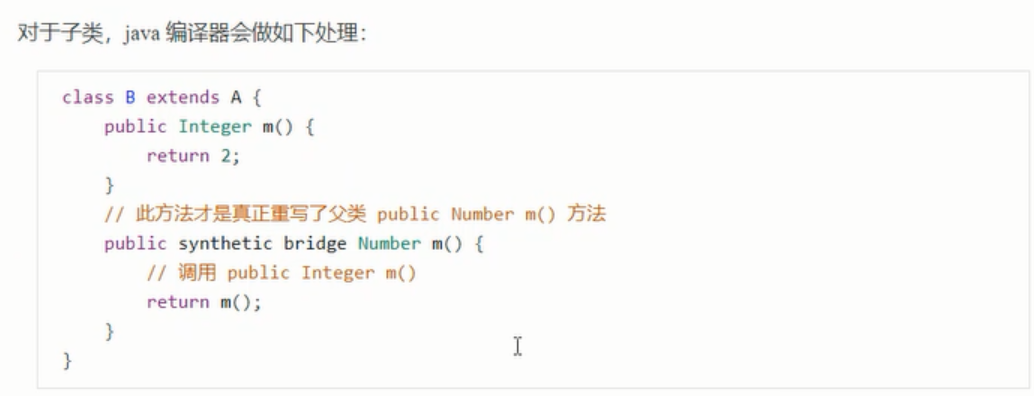 对于子类，java 编译器会做如下处理：
class B extends A {
    public Integer m() {
        return 2;
    }
    // 此方法才是真正重写了父类 public Number m() 方法
    public synthetic bridge Number m() {
        // 调用 public Integer m()
        return m();
    }
}